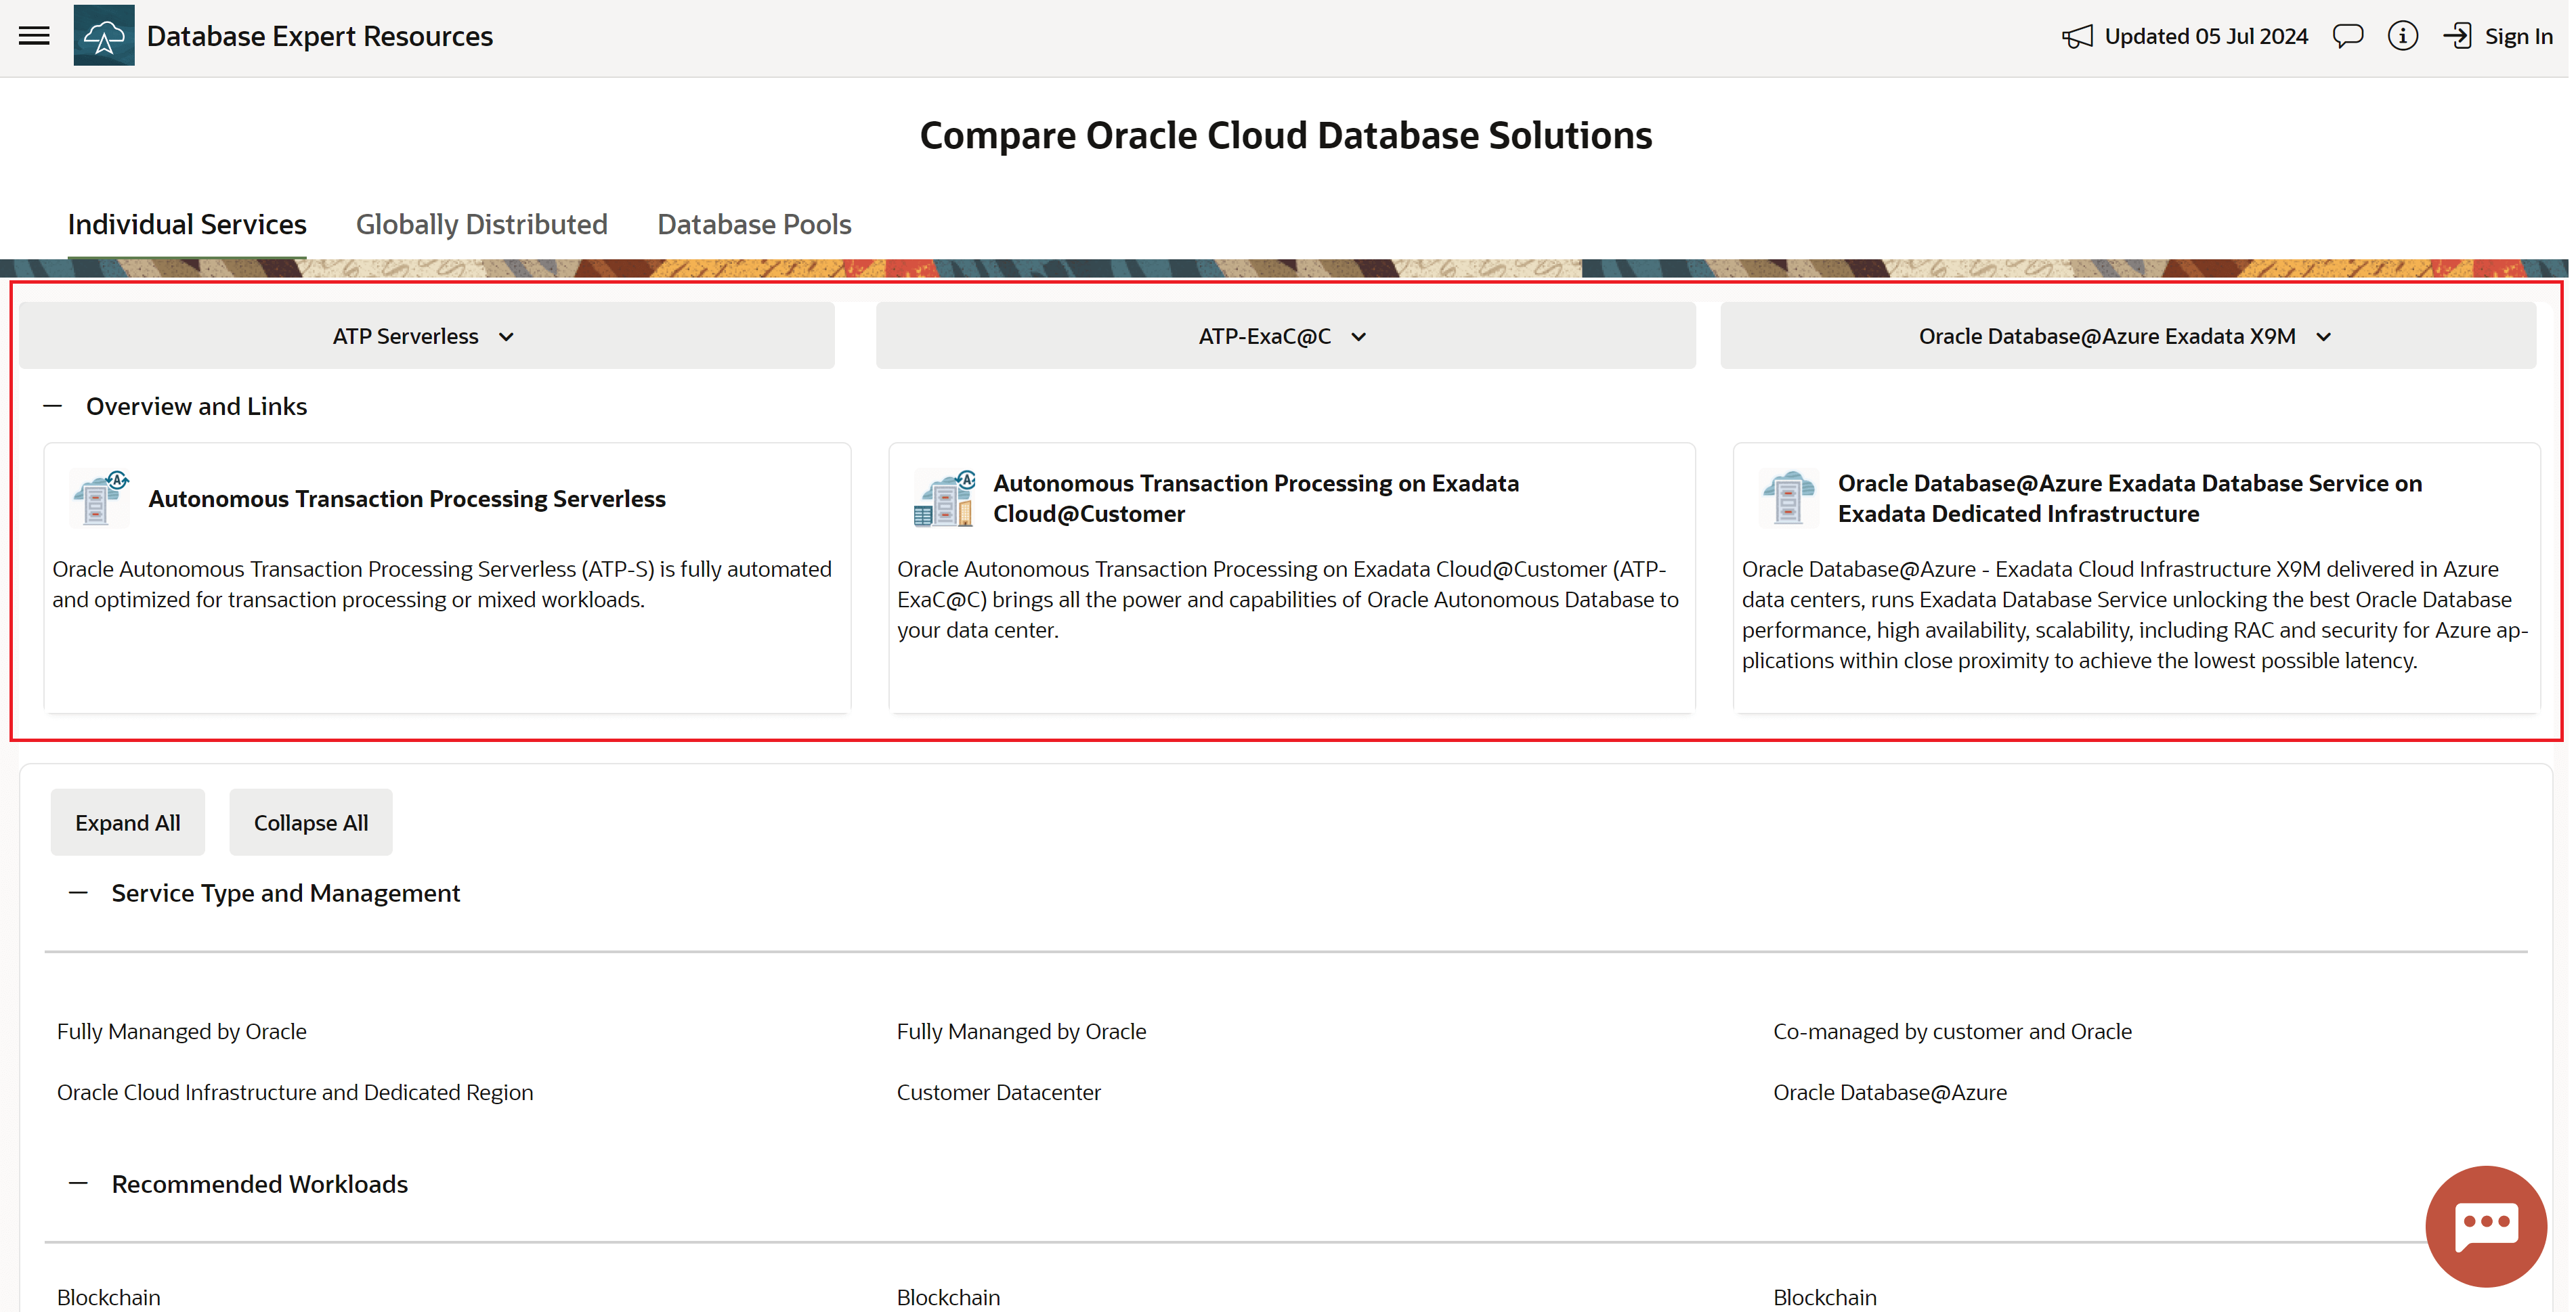 Database Expert Resources
Updated 05 Jul 2024
Sign In
Compare Oracle Cloud Database Solutions
Individual Services
Globally Distributed
Database Pools
ATP Serverless
ATP-ExaC@C
Oracle Database@Azure Exadata X9M
Overview and Links
Autonomous Transaction Processing Serverless
Oracle Autonomous Transaction Processing Serverless (ATP-S) is fully automated
and optimized for transaction processing or mixed workloads.
Autonomous Transaction Processing on Exadata
Cloud@Customer
Oracle Autonomous Transaction Processing on Exadata Cloud@Customer (ATP-
ExaC@C) brings all the power and capabilities of Oracle Autonomous Database to
your data center.
Oracle Database@Azure Exadata Database Service on
Exadata Dedicated Infrastructure
Oracle Database@Azure - Exadata Cloud Infrastructure X9M delivered in Azure
data centers, runs Exadata Database Service unlocking the best Oracle Database
performance, high availability, scalability, including RAC and security for Azure ap-
plications within close proximity to achieve the lowest possible latency.
Expand All
Collapse All
Service Type and Management
Fully Mananged by Oracle
Fully Mananged by Oracle
Co-managed by customer and Oracle
Oracle Cloud Infrastructure and Dedicated Region
Customer Datacenter
Oracle Database@Azure
Recommended Workloads
Blockchain
Blockchain
Blockchain